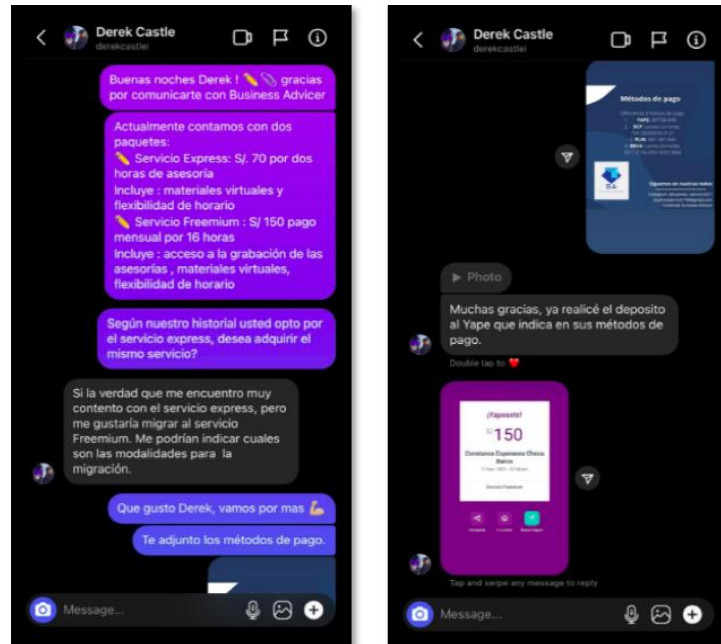 Derek Castle
derekcastlei
Buenas noches Derek ! ✏️📎 gracias
por comunicarte con Business Advicer
Actualmente contamos con dos
paquetes:
✏️ Servicio Express: S/. 70 por dos
horas de asesoría
Incluye : materiales virtuales y
flexibilidad de horario
✏️ Servicio Freemium : S/ 150 pago
mensual por 16 horas
Incluye : acceso a la grabación de las
asesorías , materiales virtuales,
flexibilidad de horario
Según nuestro historial usted opto por
el servicio express, desea adquirir el
mismo servicio?
Si la verdad que me encuentro muy
contento con el servicio express, pero
me gustaría migrar al servicio
Freemium. Me podrían indicar cuales
son las modalidades para la
migración.
Que gusto Derek, vamos por mas 💪🏼
Te adjunto los métodos de pago.
Message...
Derek Castle
derekcastlei
Métodos de pago
BA
Síguenos en nuestras redes
Photo
Muchas gracias, ya realicé el deposito
al Yape que indica en sus métodos de
pago.
Double tap to ❤️
¡Yapeaste!
S/ 150
Servicio Freemium
Tap and swipe any message to reply
Message...